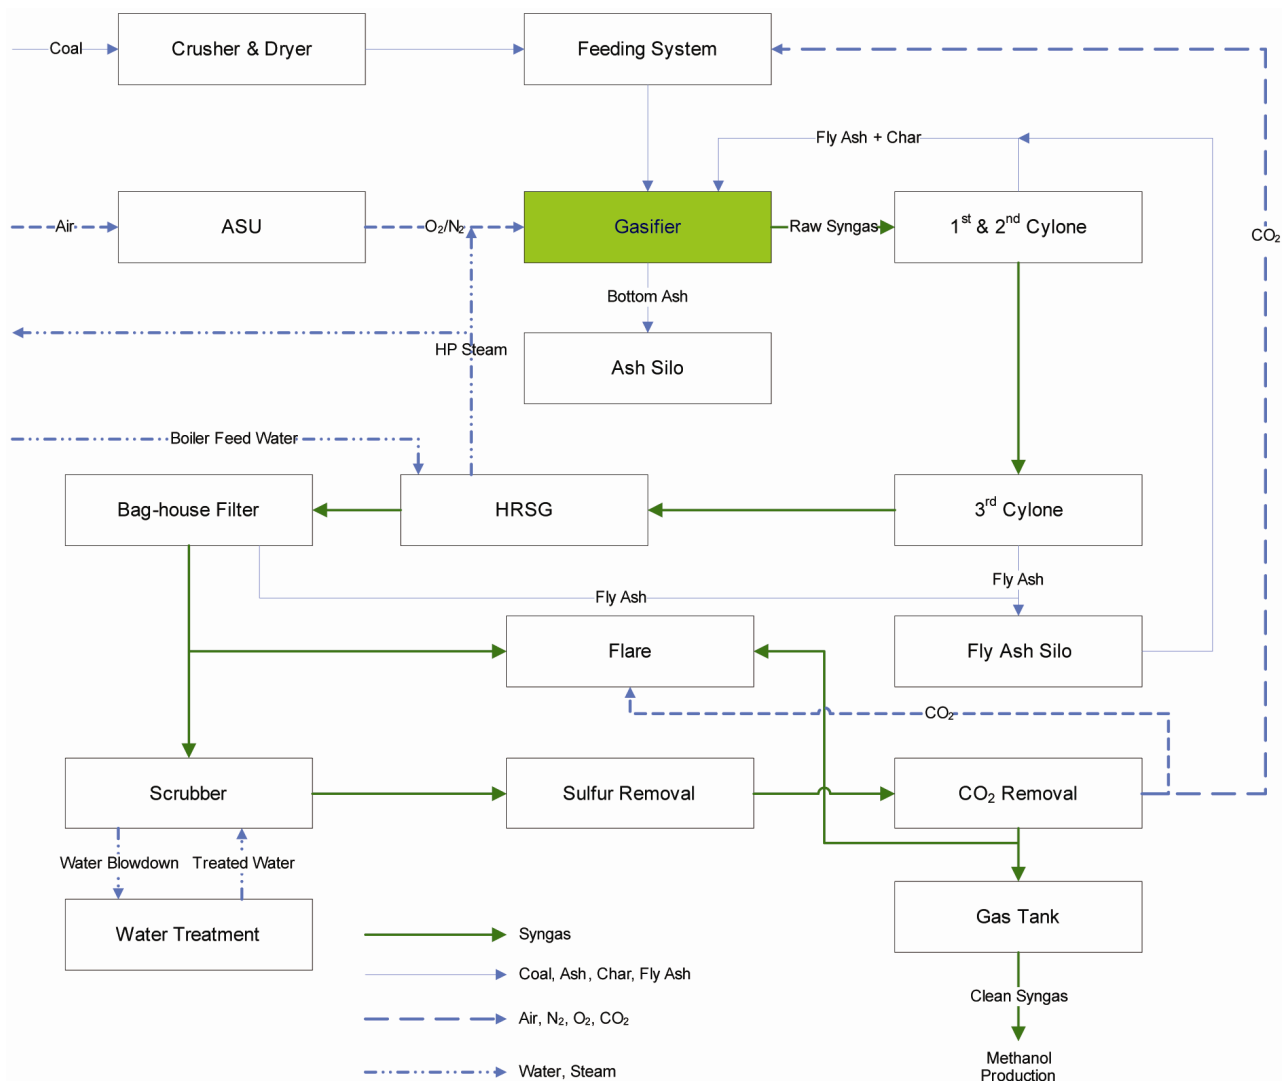 Coal
Crusher & Dryer
Feeding System
Fly Ash + Char
Air
ASU
O₂/N₂
Gasifier
Raw Syngas
1st & 2nd Cylone
CO₂
Bottom Ash
HP Steam
Ash Silo
Boiler Feed Water
Bag-house Filter
HRSG
3rd Cylone
Fly Ash
Fly Ash
Flare
Fly Ash Silo
CO₂
Scrubber
Sulfur Removal
CO₂ Removal
Water Blowdown
Treated Water
Gas Tank
Water Treatment
Syngas
Coal, Ash, Char, Fly Ash
Clean Syngas
Air, N₂, O₂, CO₂
Methanol
Production
Water, Steam